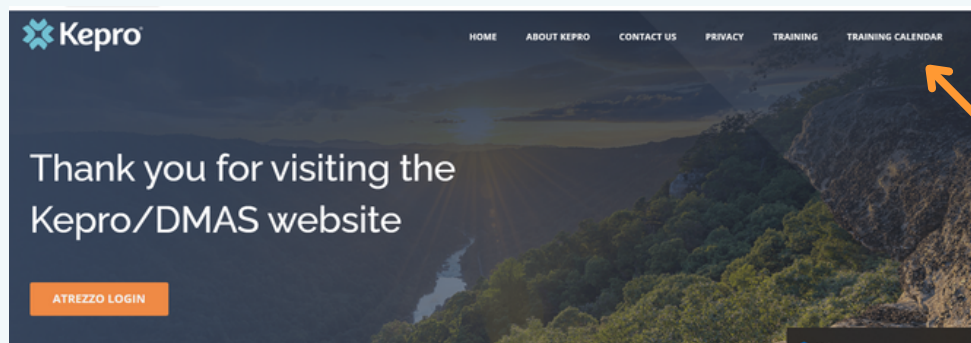 Kepro
HOME ABOUT KEPRO CONTACT US PRIVACY TRAINING TRAINING CALENDAR
Thank you for visiting the
Kepro/DMAS website
ATREZZO LOGIN